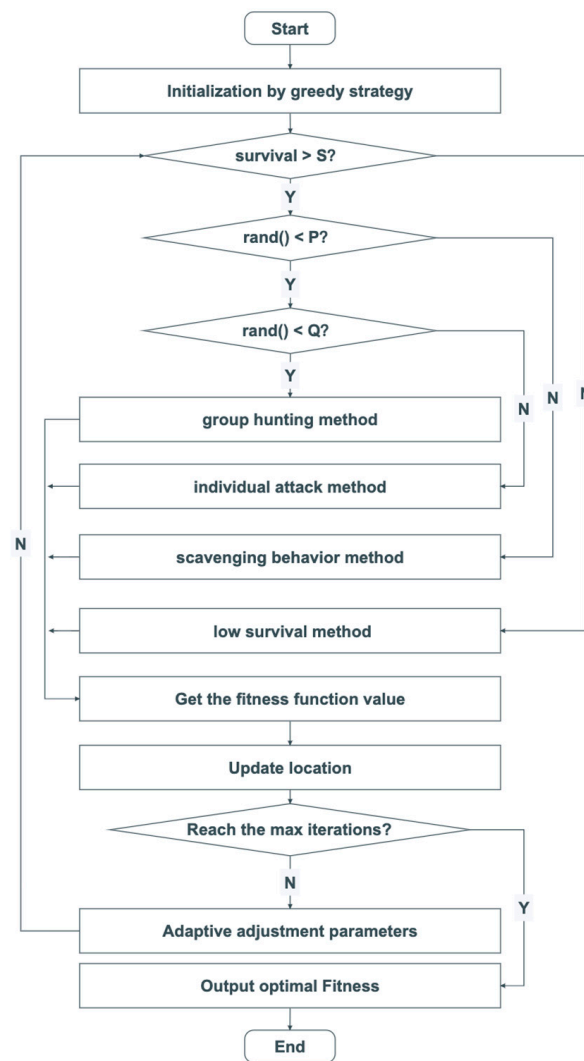 Start
Initialization by greedy strategy
survival > S?
Y
rand() < P?
Y
rand() < Q?
Y
N
N
N
group hunting method
individual attack method
scavenging behavior method
N
low survival method
Get the fitness function value
Update location
Reach the max iterations?
N
Y
Adaptive adjustment parameters
Output optimal Fitness
End